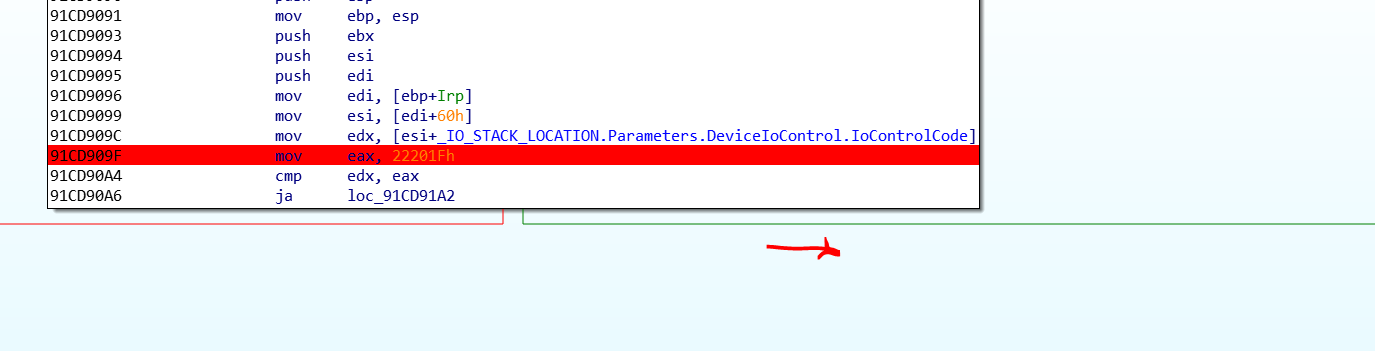 91CD9091 mov ebp, esp
91CD9093 push ebx
91CD9094 push esi
91CD9095 push edi
91CD9096 mov edi, [ebp+Irp]
91CD9099 mov esi, [edi+60h]
91CD909C mov edx, [esi+_IO_STACK_LOCATION.Parameters.DeviceIoControl.IoControlCode]
91CD909F mov eax, 22201Fh
91CD90A4 cmp edx, eax
91CD90A6 ja loc_91CD91A2